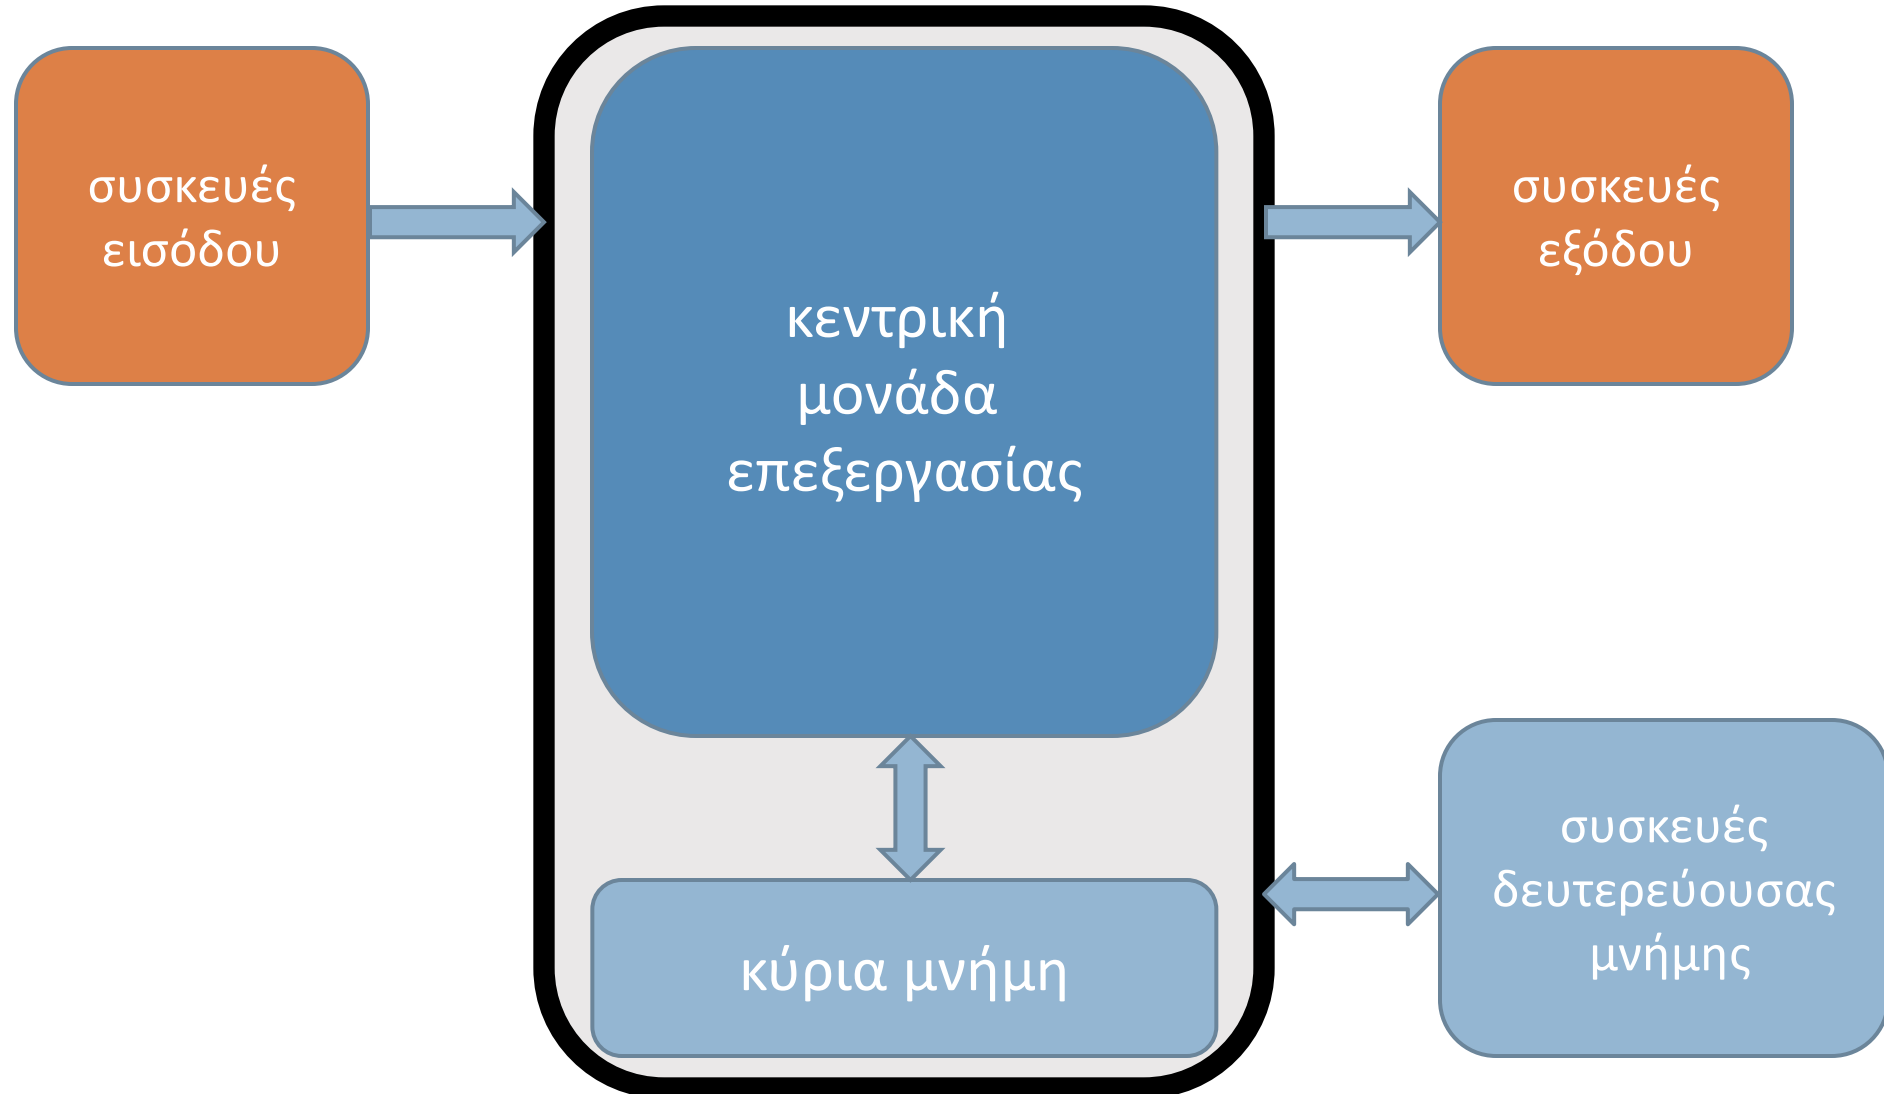 συσκευές
εισόδου
κεντρική
μονάδα
επεξεργασίας
συσκευές
εξόδου
κύρια μνήμη
συσκευές
δευτερεύουσας
μνήμης